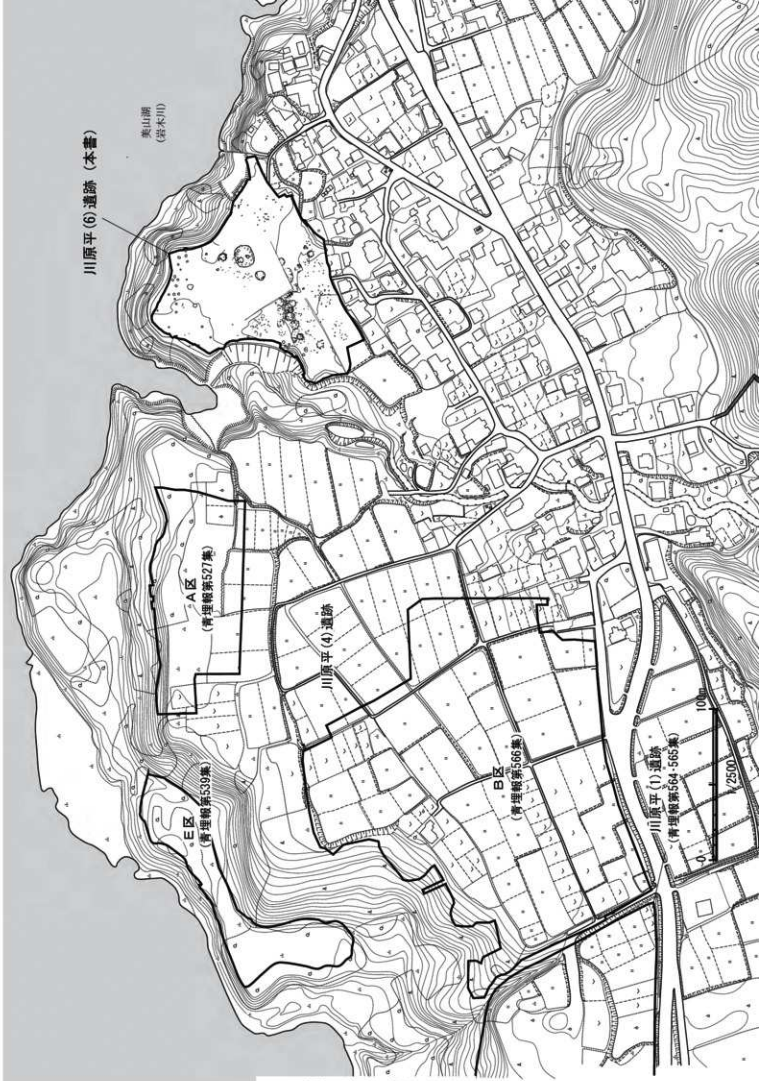 川原平(6)遺跡 (本書)
美山湖
(岩木川)
A区
(青埋報第527集)
川原平(4)遺跡
E区
(青埋報第539集)
B区
(青埋報第566集)
川原平(1)遺跡
(青埋報第564・565集)
0
1/2500
100m